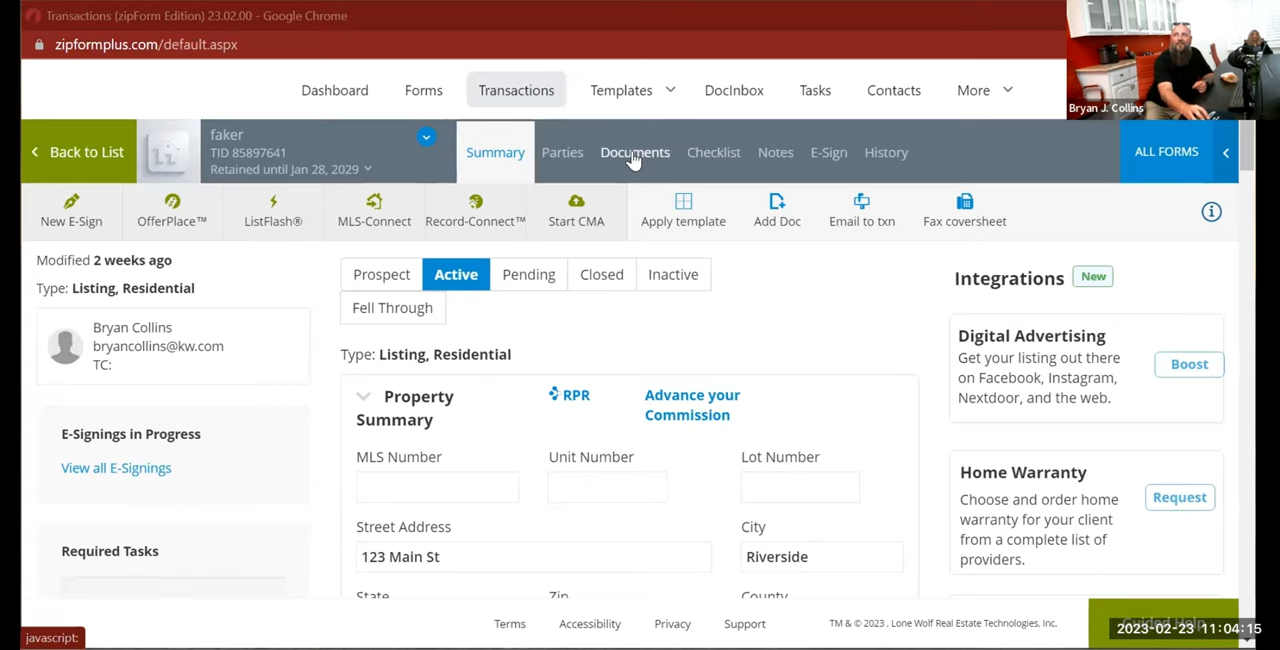 Transactions (zipForm Edition) 23.02.00 - Google Chrome
zipformplus.com/default.aspx
Bryan J. Collins
Dashboard Forms Transactions Templates DocInbox Tasks Contacts More
Back to List
faker
TID 85897641
Retained until Jan 28, 2029
Summary Parties Documents Checklist Notes E-Sign History
ALL FORMS
New E-Sign OfferPlace™ ListFlash® MLS-Connect Record-Connect™ Start CMA Apply template Add Doc Email to txn Fax coversheet
Modified 2 weeks ago
Type: Listing, Residential
Bryan Collins
bryancollins@kw.com
TC:
E-Signings in Progress
View all E-Signings
Required Tasks
Prospect Active Pending Closed Inactive
Fell Through
Type: Listing, Residential
Property
Summary
RPR
Advance your
Commission
MLS Number Unit Number Lot Number
Street Address City
123 Main St Riverside
State Zip County
Integrations New
Digital Advertising
Get your listing out there
on Facebook, Instagram,
Nextdoor, and the web.
Boost
Home Warranty
Choose and order home
warranty for your client
from a complete list of
providers.
Request
Terms Accessibility Privacy Support TM & © 2023 , Lone Wolf Real Estate Technologies, Inc.
Guided Help
2023-02-23 11:04:15
javascript: